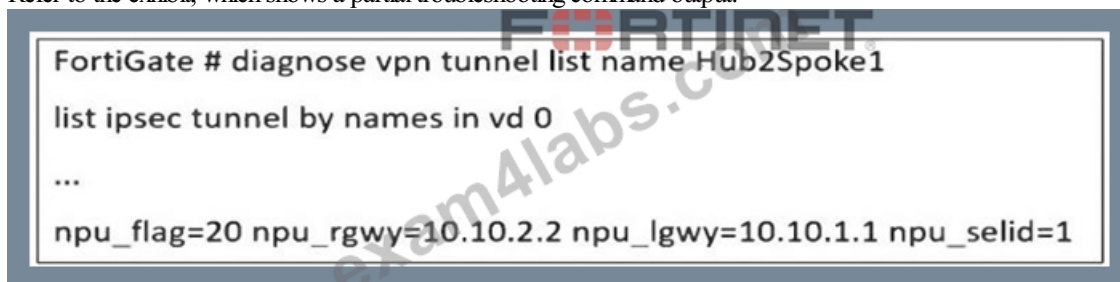 Refer to the exhibit, which shows a partial troubleshooting command output.
FORTINET
FortiGate # diagnose vpn tunnel list name Hub2Spoke1
list ipsec tunnel by names in vd 0
...
npu_flag=20 npu_rgwy=10.10.2.2 npu_lgwy=10.10.1.1 npu_selid=1
exam4labs.com